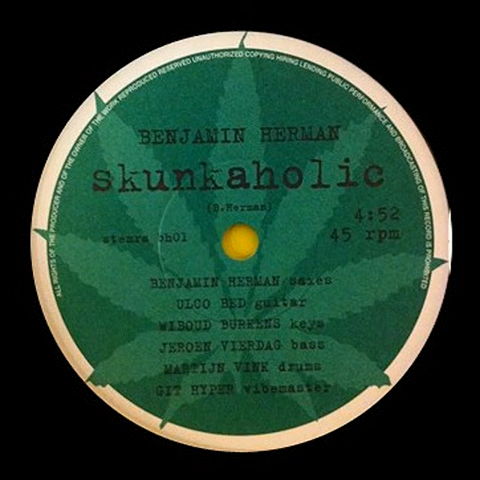 ALL RIGHTS OF THE PRODUCER AND OF THE OWNER OF THE WORK REPRODUCED RESERVED UNAUTHORIZED COPYING HIRING LENDING PUBLIC PERFORMANCE AND BROADCASTING OF THIS RECORD IS PROHIBITED
BENJAMIN HERMAN
skunkaholic
(B.Herman)
4:52
stemra bh01 45 rpm
BENJAMIN HERMAN saxes
ULCO BED guitar
WIBOUD BURKENS keys
JEROEN VIERDAG bass
MARTIJN VINK drums
GIT HYPER vibemaster